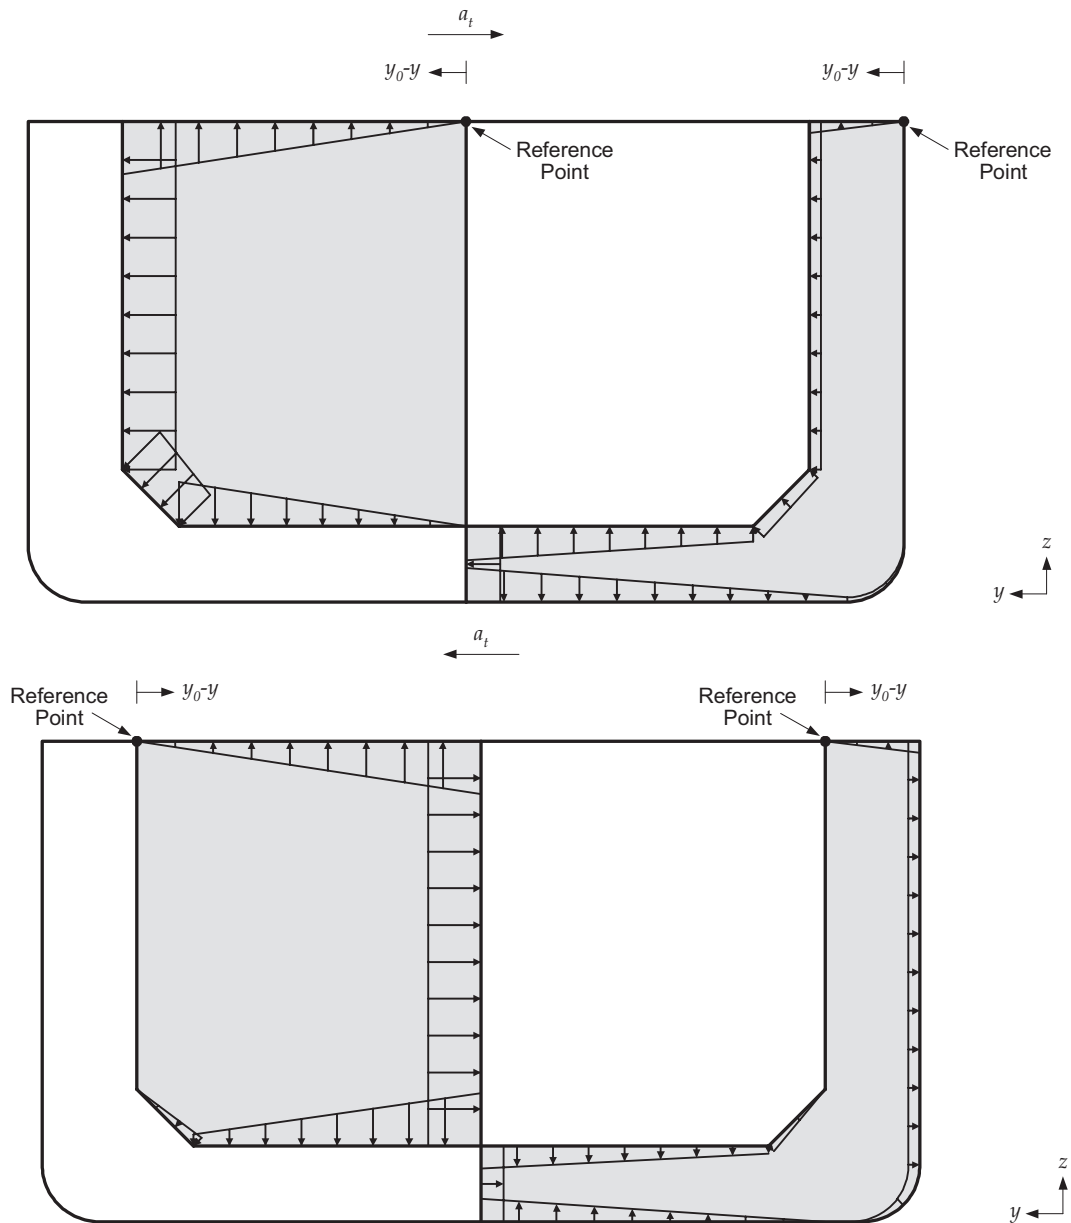 a_t
y_0-y
y_0-y
Reference
Point
Reference
Point
z
y
a_t
Reference
Point
y_0-y
Reference
Point
y_0-y
z
y